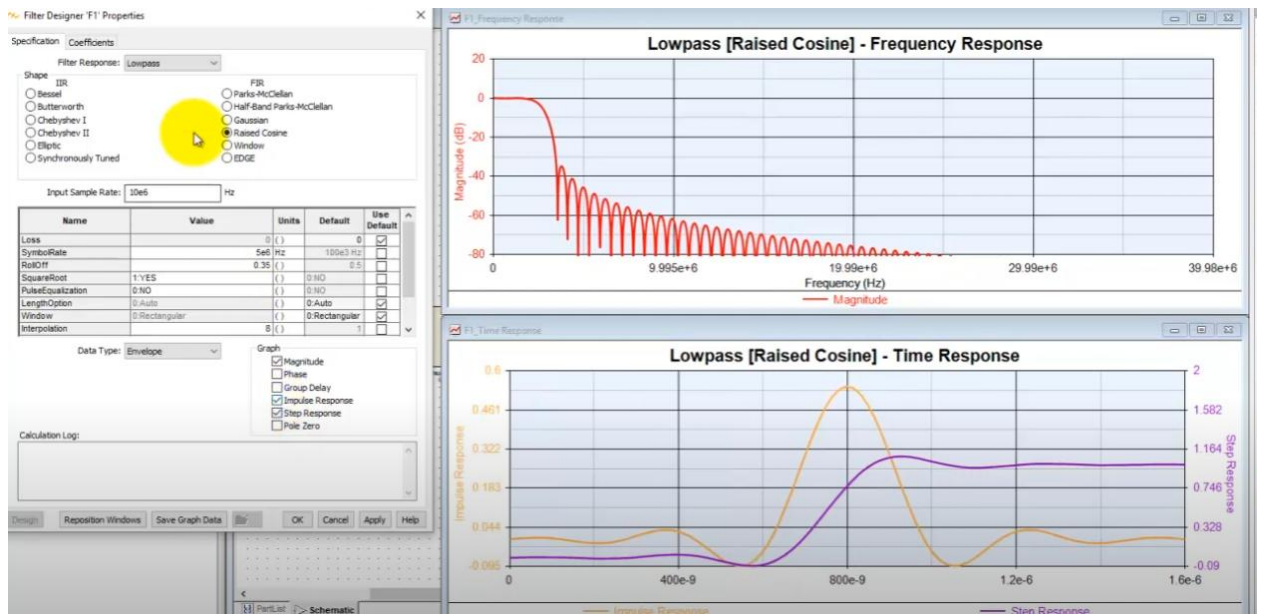 Filter Designer 'F1' Properties
Specification Coefficients
Filter Response: Lowpass
Shape
IIR
Bessel
Butterworth
Chebyshev I
Chebyshev II
Elliptic
Synchronously Tuned
FIR
Parks-McClellan
Half-Band Parks-McClellan
Gaussian
Raised Cosine
Window
EDGE
Input Sample Rate: 10e6 Hz
Name Value Units Default Use Default
Loss 0 ( ) 0
SymbolRate 5e6 Hz 100e3 Hz
RollOff 0.35 ( ) 0.5
SquareRoot 1:YES ( ) 0:NO
PulseEqualization 0:NO ( ) 0:NO
LengthOption 0:Auto ( ) 0:Auto
Window 0:Rectangular ( ) 0:Rectangular
Interpolation 8 ( ) 1
Data Type: Envelope
Graph
Magnitude
Phase
Group Delay
Impulse Response
Step Response
Pole Zero
Calculation Log:
Design Reposition Windows Save Graph Data OK Cancel Apply Help
PartList Schematic
F1_Frequency Response
Lowpass [Raised Cosine] - Frequency Response
Magnitude (dB)
20
0
-20
-40
-60
-80
0 9.995e+6 19.99e+6 29.99e+6 39.98e+6
Frequency (Hz)
Magnitude
F1_Time Response
Lowpass [Raised Cosine] - Time Response
Impulse Response
0.6
0.461
0.322
0.183
0.044
-0.095
2
1.582
1.164
0.746
0.328
-0.09
Step Response
0 400e-9 800e-9 1.2e-6 1.6e-6
Impulse Response Step Response